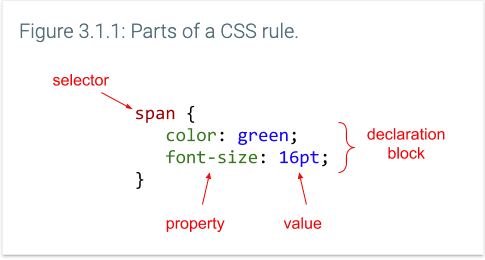 Figure 3.1.1: Parts of a CSS rule.
selector
span {
color: green;
font-size: 16pt;
}
declaration
block
property
value